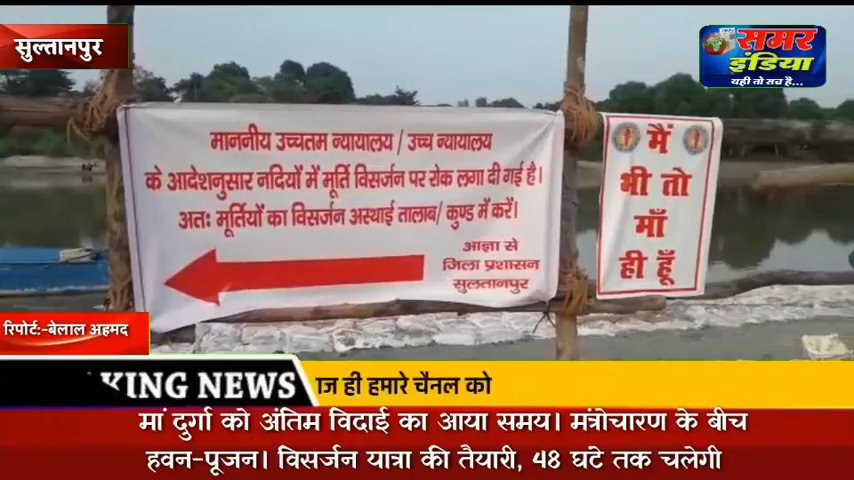 सुल्तानपुर
समर
इंडिया
यही तो सच है...
माननीय उच्चतम न्यायालय / उच्च न्यायालय
के आदेशनुसार नदियों में मूर्ति विसर्जन पर रोक लगा दी गई है।
अतः मूर्तियों का विसर्जन अस्थाई तालाब/ कुण्ड में करें।
आज्ञा से
जिला प्रशासन
सुलतानपुर
मैं
भी तो
माँ
ही हूँ
रिपोर्ट:-बेलाल अहमद
KING NEWS
ज ही हमारे चैनल को
मां दुर्गा को अंतिम विदाई का आया समय। मंत्रोचारण के बीच
हवन-पूजन। विसर्जन यात्रा की तैयारी, 48 घंटे तक चलेगी